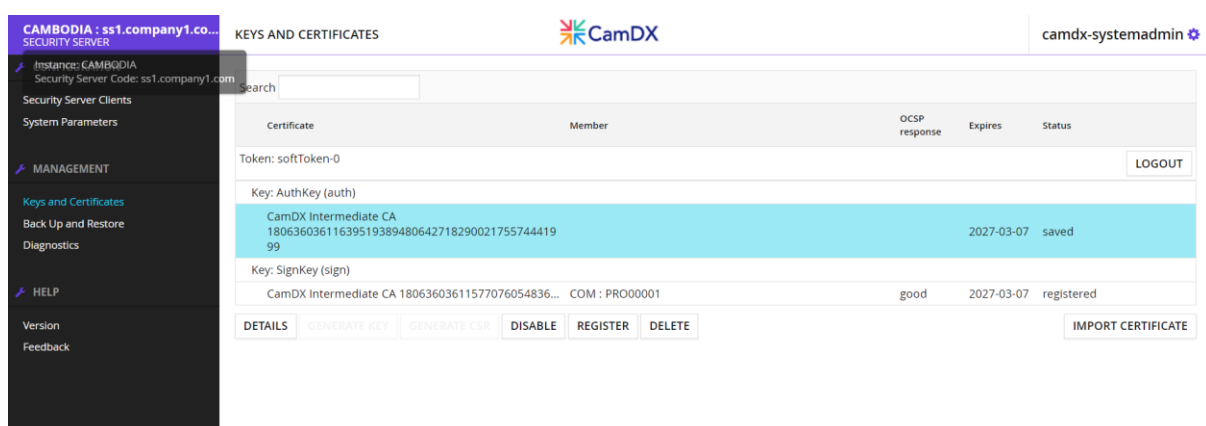 CAMBODIA : ss1.company1.co...
SECURITY SERVER
KEYS AND CERTIFICATES
CamDX
camdx-systemadmin
Instance: CAMBODIA
Security Server Code: ss1.company1.com
Security Server Clients
System Parameters
MANAGEMENT
Keys and Certificates
Back Up and Restore
Diagnostics
HELP
Version
Feedback
Search
Certificate Member OCSP response Expires Status
Token: softToken-0 LOGOUT
Key: AuthKey (auth)
CamDX Intermediate CA
18063603611639519389480642718290021755744419
99
2027-03-07 saved
Key: SignKey (sign)
CamDX Intermediate CA 18063603611577076054836... COM : PRO00001 good 2027-03-07 registered
DETAILS GENERATE KEY GENERATE CSR DISABLE REGISTER DELETE IMPORT CERTIFICATE